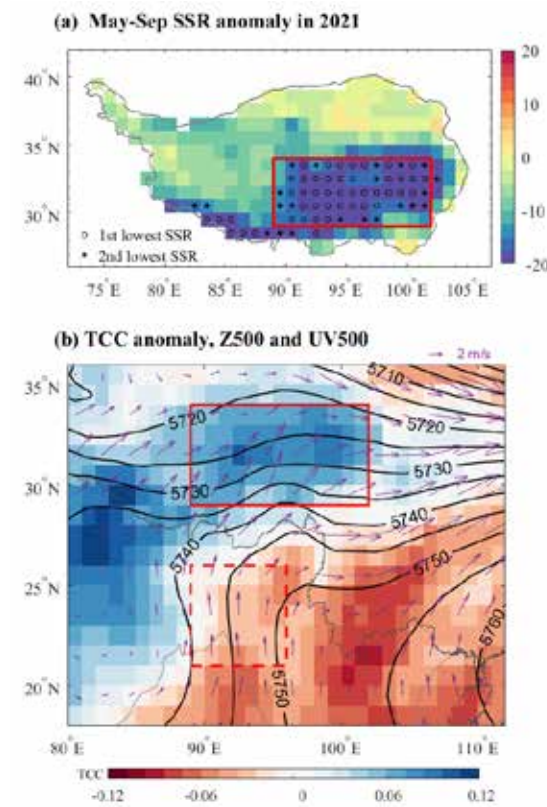 (a) May-Sep SSR anomaly in 2021
20
40°N
10
35°N
0
30°N
1st lowest SSR
-10
2nd lowest SSR
-20
75°E 80°E 85°E 90°E 95°E 100°E 105°E
(b) TCC anomaly, Z500 and UV500
2 m/s
35°N
5710
5720
5720
30°N
5730
5730
5740
5740
5750
25°N
5760
20°N
5750
80°E 90°E 100°E 110°E
TCC
-0.12 -0.06 0 0.06 0.12